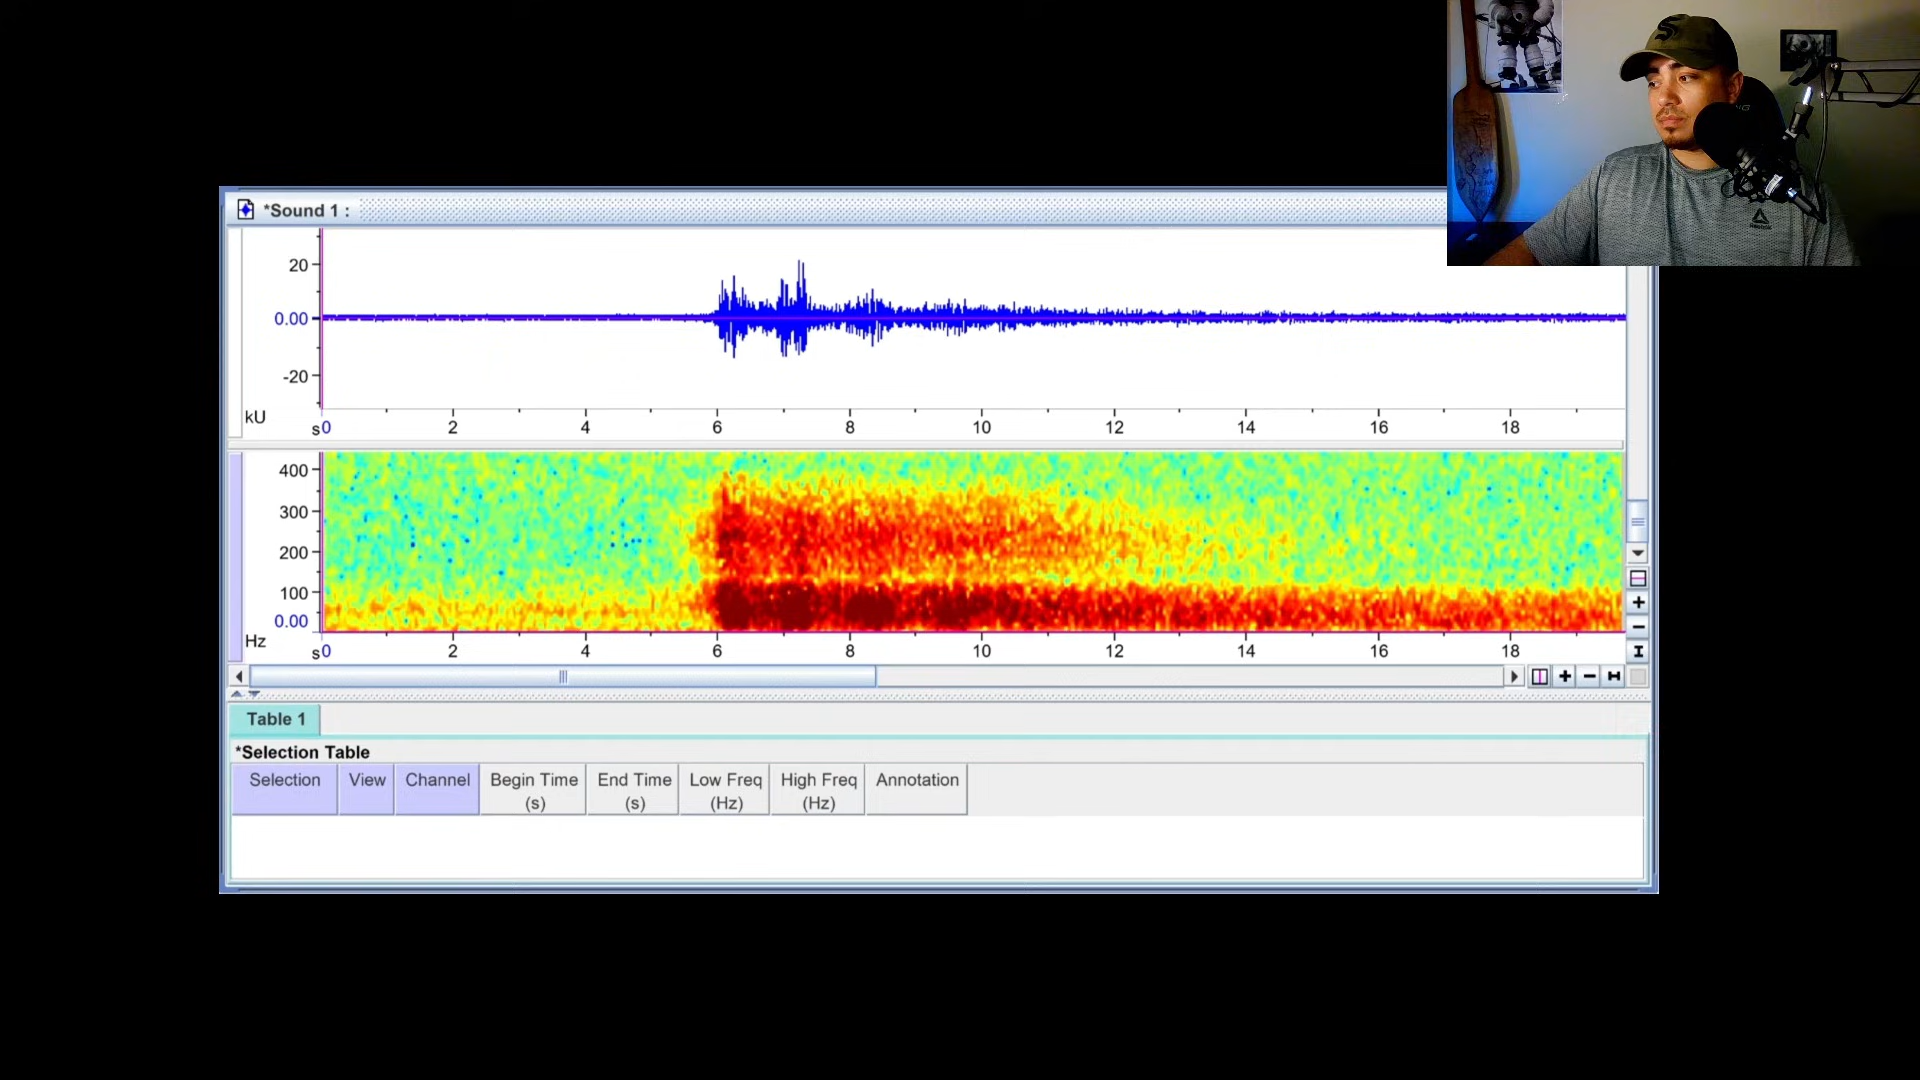 *Sound 1 :
20
0.00
-20
kU
s0 2 4 6 8 10 12 14 16 18
400
300
200
100
0.00
Hz
s0 2 4 6 8 10 12 14 16 18
Table 1
*Selection Table
Selection View Channel Begin Time (s) End Time (s) Low Freq (Hz) High Freq (Hz) Annotation